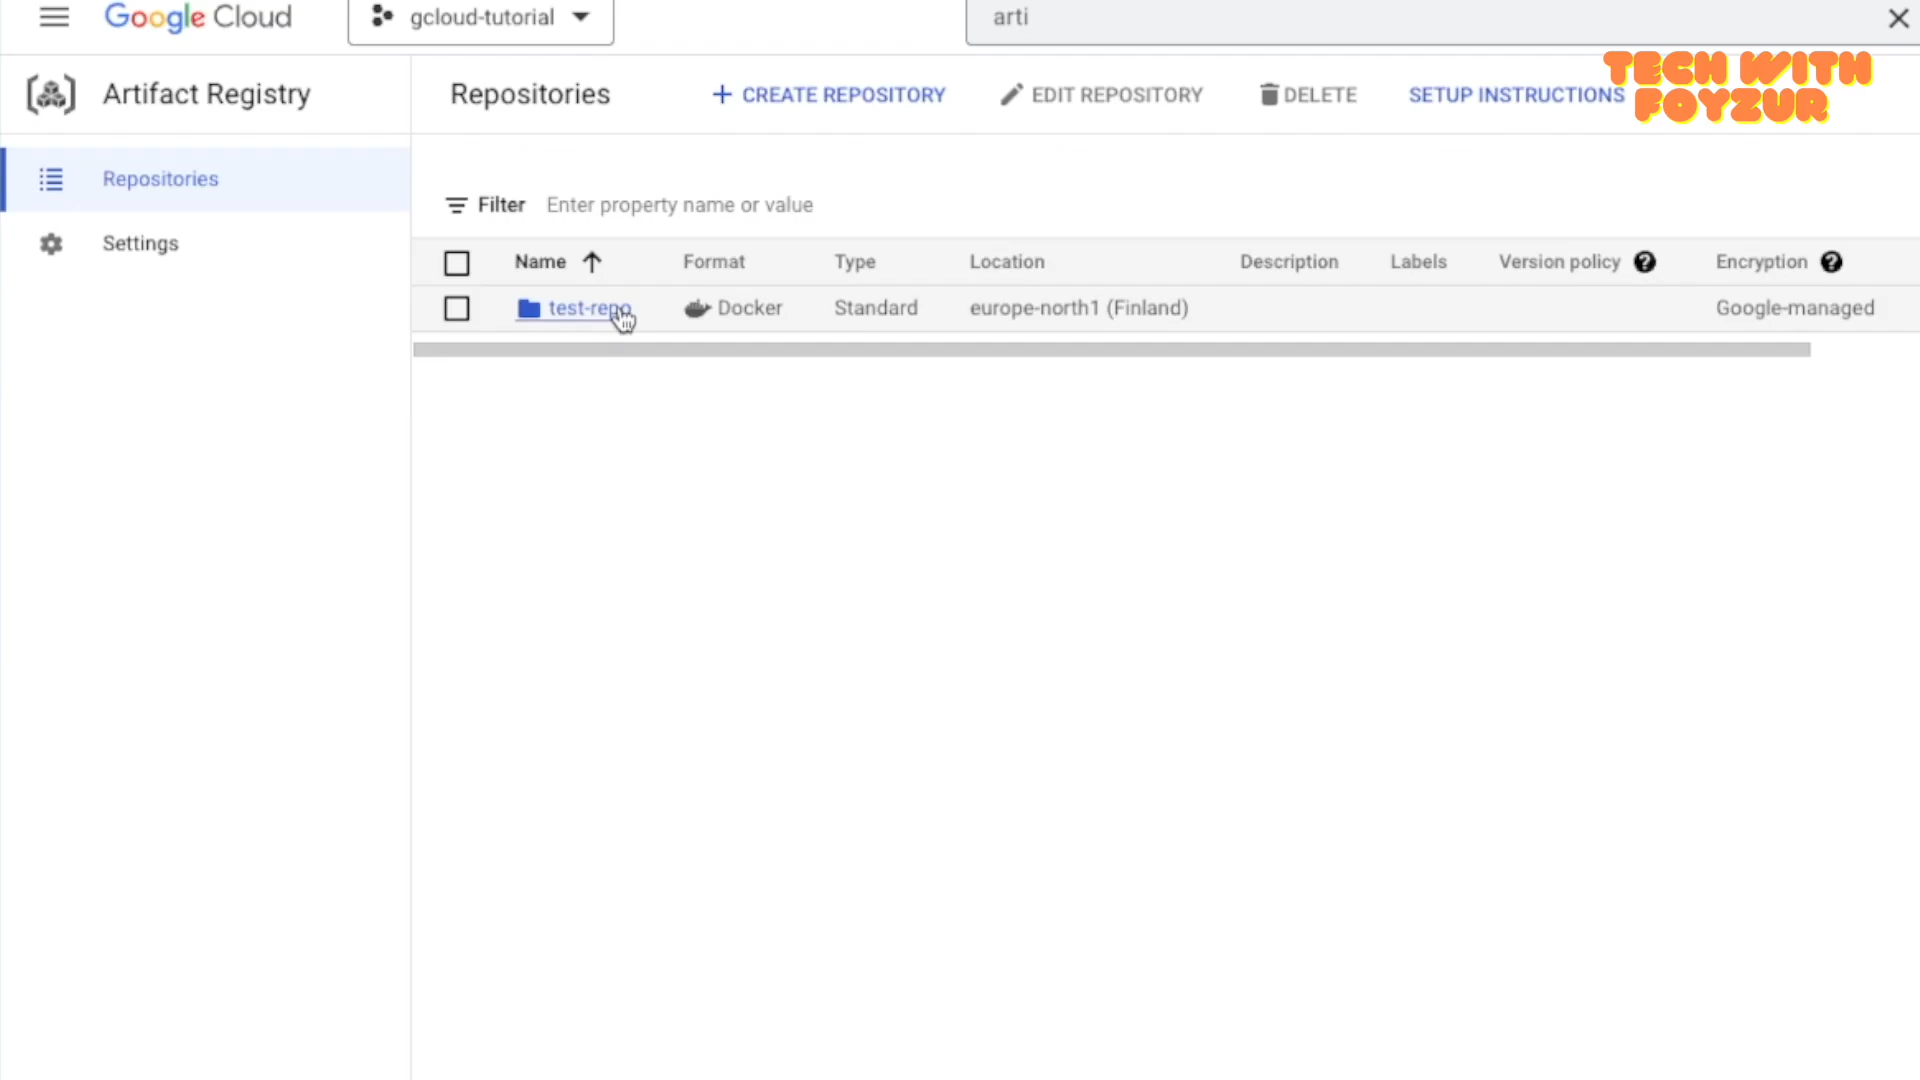 Google Cloud
gcloud-tutorial
arti
TECH WITH
FOYZUR
Artifact Registry
Repositories
CREATE REPOSITORY
EDIT REPOSITORY
DELETE
SETUP INSTRUCTIONS
Repositories
Settings
Filter Enter property name or value
Name Format Type Location Description Labels Version policy Encryption
test-repo Docker Standard europe-north1 (Finland) Google-managed